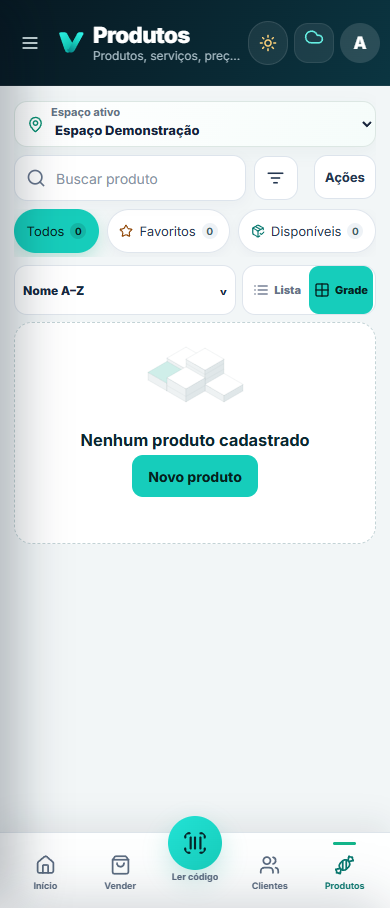 Produtos
Produtos, serviços, preç...
A
Espaço ativo
Espaço Demonstração
Buscar produto
Ações
Todos 0
Favoritos 0
Disponíveis 0
Nome A–Z
Lista
Grade
Nenhum produto cadastrado
Novo produto
Início
Vender
Ler código
Clientes
Produtos